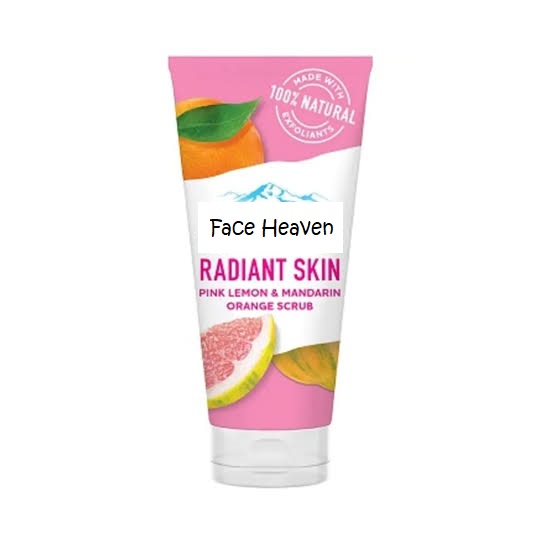 MADE WITH
100% NATURAL
EXFOLIANTS
Face Heaven
RADIANT SKIN
PINK LEMON & MANDARIN
ORANGE SCRUB